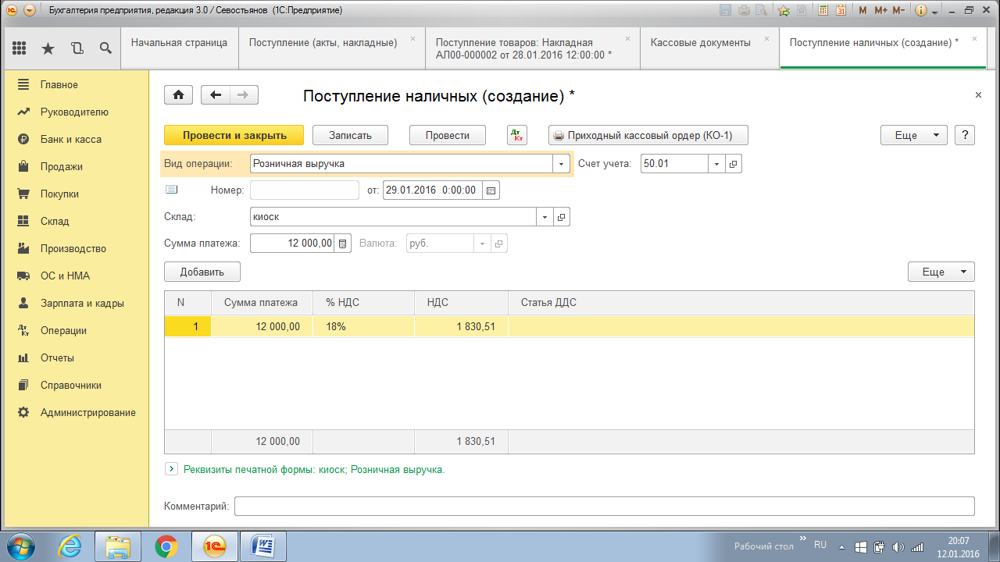 Бухгалтерия предприятия, редакция 3.0 / Севостьянов (1С:Предприятие)
M M+ M-
Начальная страница
Поступление (акты, накладные)
Поступление товаров: Накладная
АЛ00-000002 от 28.01.2016 12:00:00 *
Кассовые документы
Поступление наличных (создание) *
Главное
Руководителю
Банк и касса
Продажи
Покупки
Склад
Производство
ОС и НМА
Зарплата и кадры
Операции
Отчеты
Справочники
Администрирование
Поступление наличных (создание) *
Провести и закрыть
Записать
Провести
Дт Кт
Приходный кассовый ордер (КО-1)
Еще
?
Вид операции: Розничная выручка Счет учета: 50.01
Номер: от: 29.01.2016 0:00:00
Склад: киоск
Сумма платежа: 12 000,00 Валюта: руб.
Добавить Еще
N Сумма платежа % НДС НДС Статья ДДС
1 12 000,00 18% 1 830,51
12 000,00 1 830,51
Реквизиты печатной формы: киоск; Розничная выручка.
Комментарий:
Рабочий стол » RU
20:07
12.01.2016